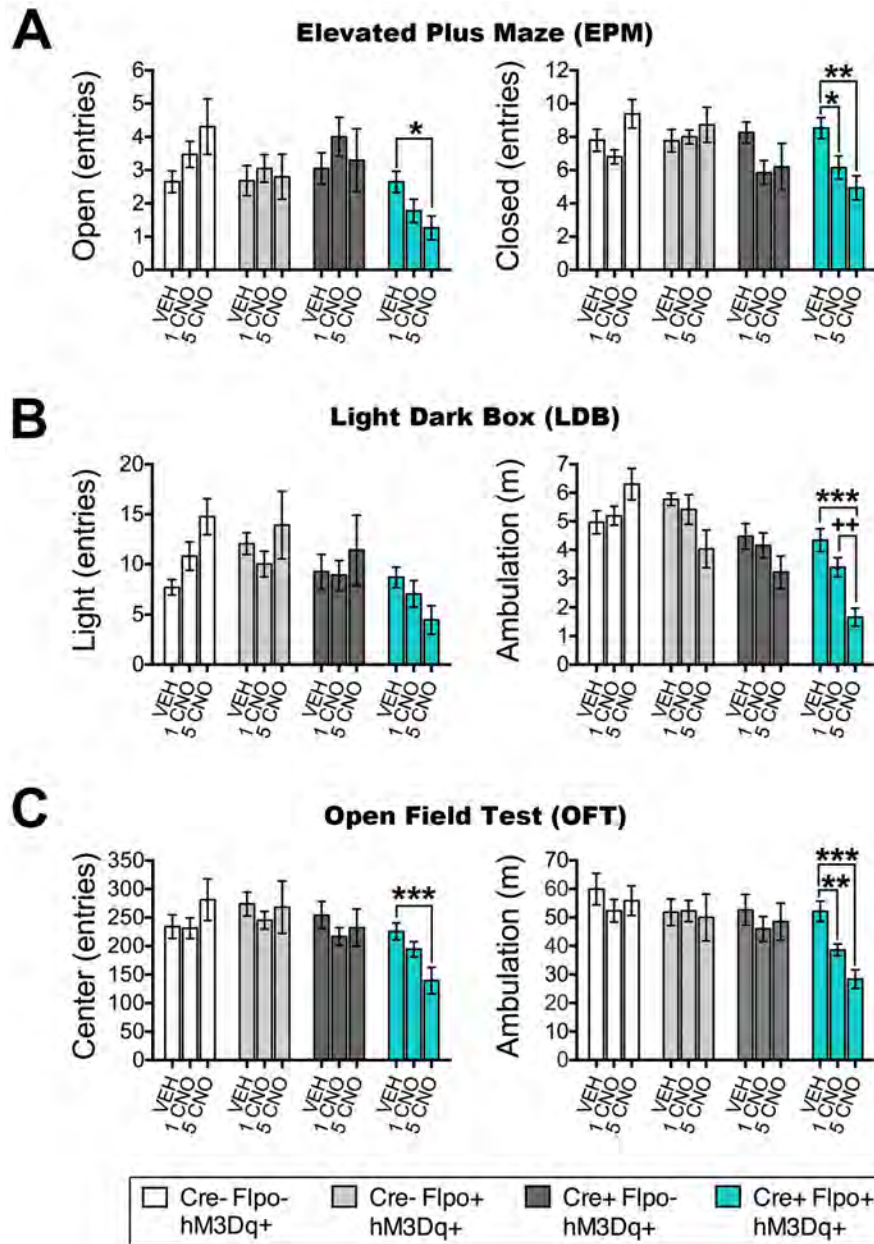 A
Elevated Plus Maze (EPM)
Open (entries)
6
5
4
3
2
1
0
*
VEH
1 CNO
5 CNO
VEH
1 CNO
5 CNO
VEH
1 CNO
5 CNO
VEH
1 CNO
5 CNO
Closed (entries)
12
10
8
6
4
2
0
**
*
VEH
1 CNO
5 CNO
VEH
1 CNO
5 CNO
VEH
1 CNO
5 CNO
VEH
1 CNO
5 CNO
B
Light Dark Box (LDB)
Light (entries)
20
15
10
5
0
VEH
1 CNO
5 CNO
VEH
1 CNO
5 CNO
VEH
1 CNO
5 CNO
VEH
1 CNO
5 CNO
Ambulation (m)
7
6
5
4
3
2
1
0
***
++
VEH
1 CNO
5 CNO
VEH
1 CNO
5 CNO
VEH
1 CNO
5 CNO
VEH
1 CNO
5 CNO
C
Open Field Test (OFT)
Center (entries)
350
300
250
200
150
100
50
0
***
VEH
1 CNO
5 CNO
VEH
1 CNO
5 CNO
VEH
1 CNO
5 CNO
VEH
1 CNO
5 CNO
Ambulation (m)
70
60
50
40
30
20
10
0
***
**
VEH
1 CNO
5 CNO
VEH
1 CNO
5 CNO
VEH
1 CNO
5 CNO
VEH
1 CNO
5 CNO
Cre- Flpo-
hM3Dq+
Cre- Flpo+
hM3Dq+
Cre+ Flpo-
hM3Dq+
Cre+ Flpo+
hM3Dq+